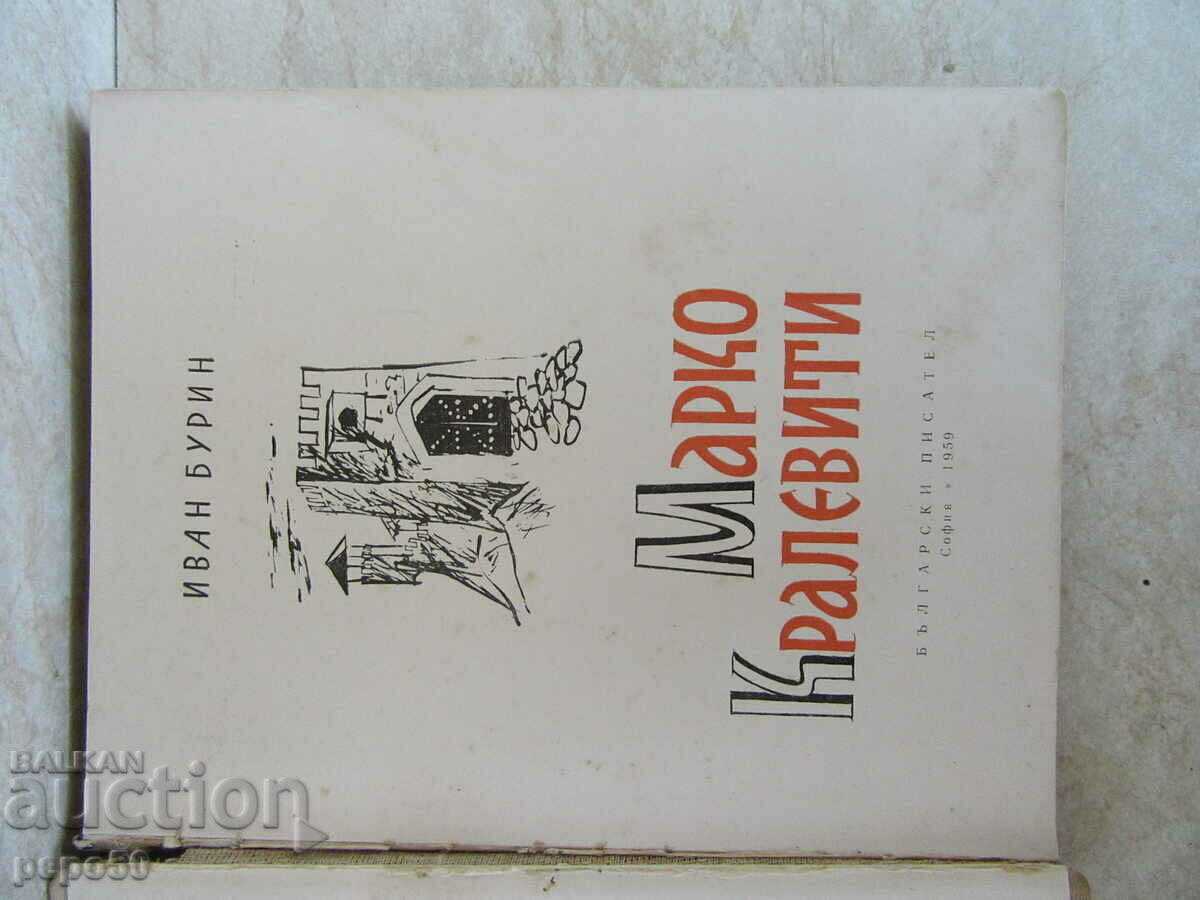 ИВАН БУРИН
МАРКО
КРАЛЕВИТИ
БЪЛГАРСКИ ПИСАТЕЛ
София * 1959
BALKAN
auction
pepo50